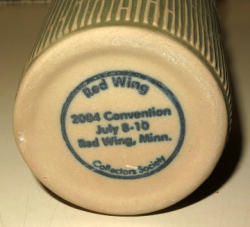 Red Wing
2004 Convention
July 8-10
Red Wing, Minn.
Collectors Society